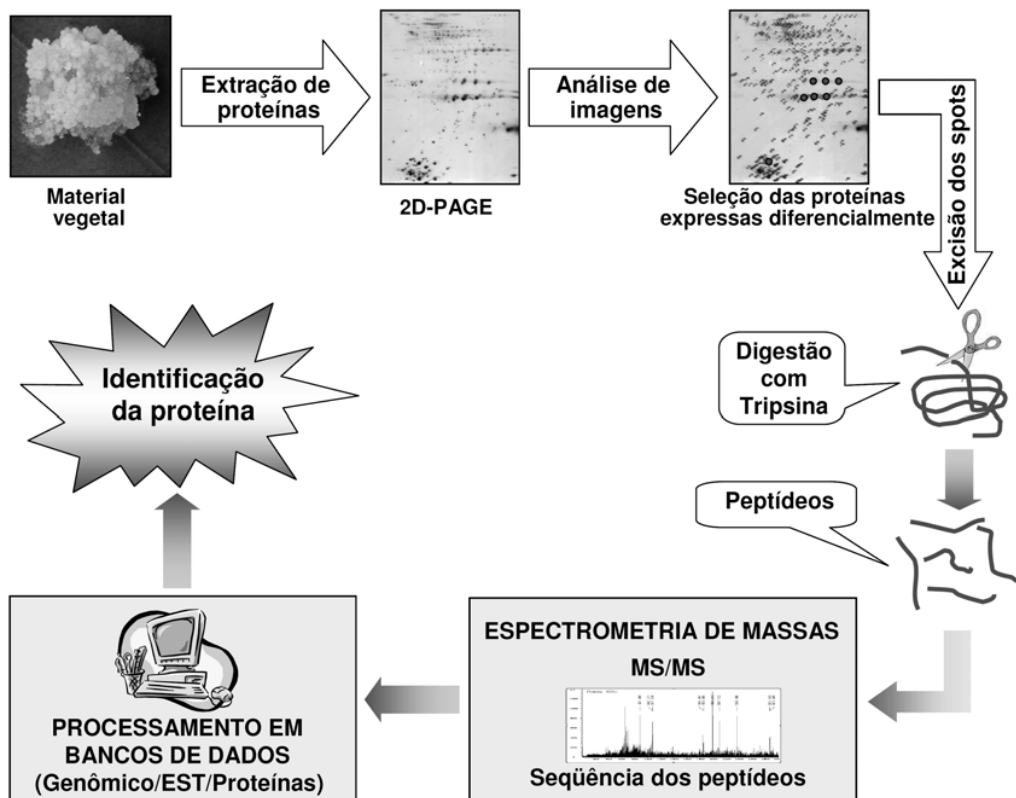 Extração de
proteínas
Análise de
imagens
Excisão dos spots
Material
vegetal
2D-PAGE
Seleção das proteínas
expressas diferencialmente
Digestão
com
Tripsina
Identificação
da proteína
Peptídeos
ESPECTROMETRIA DE MASSAS
MS/MS
Seqüência dos peptídeos
PROCESSAMENTO EM
BANCOS DE DADOS
(Genômico/EST/Proteínas)